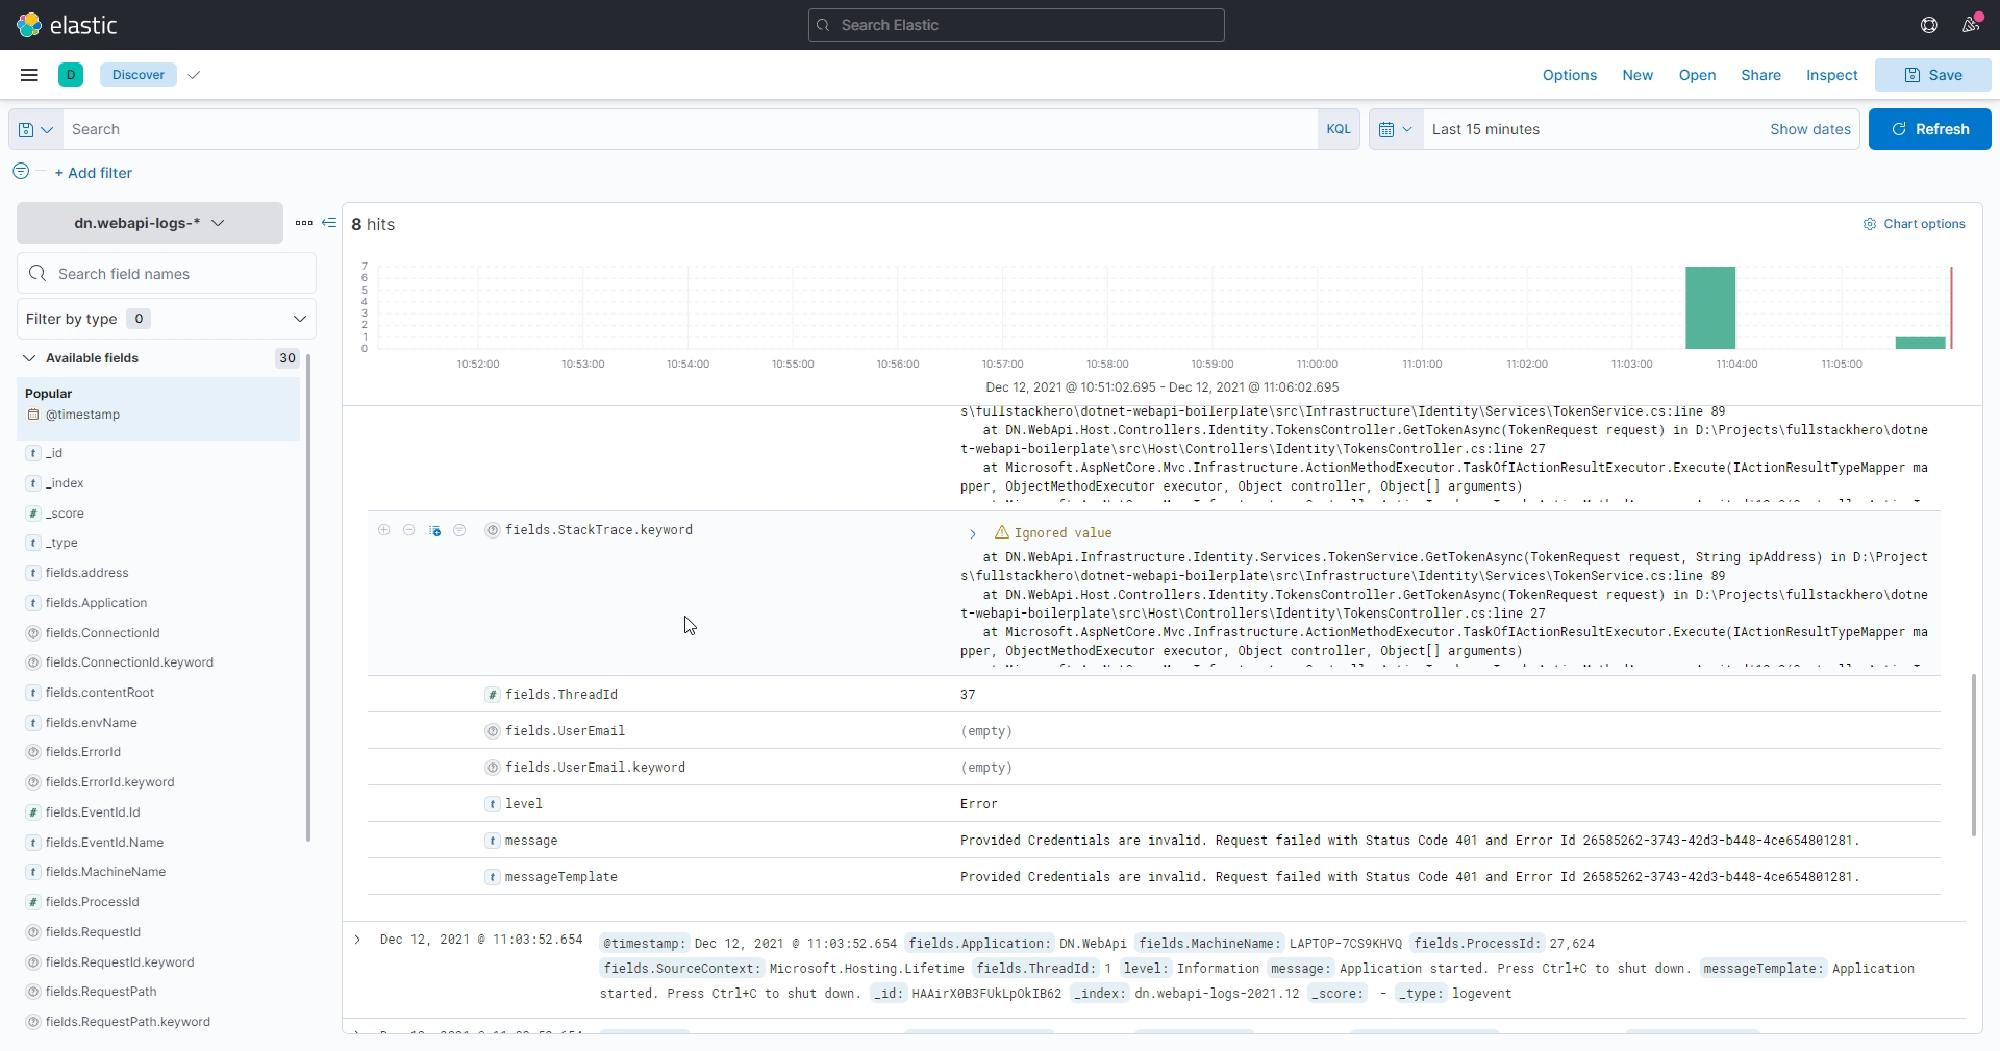 elastic
Search Elastic
D
Discover
Options
New
Open
Share
Inspect
Save
Search
KQL
Last 15 minutes
Show dates
Refresh
+ Add filter
dn.webapi-logs-*
8 hits
Chart options
Search field names
Filter by type 0
Available fields 30
Popular
@timestamp
t _id
t _index
# _score
t _type
t fields.address
t fields.Application
fields.ConnectionId
fields.ConnectionId.keyword
t fields.contentRoot
t fields.envName
fields.ErrorId
fields.ErrorId.keyword
# fields.EventId.Id
t fields.EventId.Name
t fields.MachineName
# fields.ProcessId
fields.RequestId
fields.RequestId.keyword
fields.RequestPath
fields.RequestPath.keyword
7
6
5
4
3
2
1
0
10:52:00 10:53:00 10:54:00 10:55:00 10:56:00 10:57:00 10:58:00 10:59:00 11:00:00 11:01:00 11:02:00 11:03:00 11:04:00 11:05:00
Dec 12, 2021 @ 10:51:02.695 - Dec 12, 2021 @ 11:06:02.695
s\fullstackhero\dotnet-webapi-boilerplate\src\Infrastructure\Identity\Services\TokenService.cs:line 89
at DN.WebApi.Host.Controllers.Identity.TokensController.GetTokenAsync(TokenRequest request) in D:\Projects\fullstackhero\dotne
t-webapi-boilerplate\src\Host\Controllers\Identity\TokensController.cs:line 27
at Microsoft.AspNetCore.Mvc.Infrastructure.ActionMethodExecutor.TaskOfIActionResultExecutor.Execute(IActionResultTypeMapper ma
pper, ObjectMethodExecutor executor, Object controller, Object[] arguments)
fields.StackTrace.keyword
Ignored value
at DN.WebApi.Infrastructure.Identity.Services.TokenService.GetTokenAsync(TokenRequest request, String ipAddress) in D:\Project
s\fullstackhero\dotnet-webapi-boilerplate\src\Infrastructure\Identity\Services\TokenService.cs:line 89
at DN.WebApi.Host.Controllers.Identity.TokensController.GetTokenAsync(TokenRequest request) in D:\Projects\fullstackhero\dotne
t-webapi-boilerplate\src\Host\Controllers\Identity\TokensController.cs:line 27
at Microsoft.AspNetCore.Mvc.Infrastructure.ActionMethodExecutor.TaskOfIActionResultExecutor.Execute(IActionResultTypeMapper ma
pper, ObjectMethodExecutor executor, Object controller, Object[] arguments)
# fields.ThreadId 37
fields.UserEmail (empty)
fields.UserEmail.keyword (empty)
t level Error
t message Provided Credentials are invalid. Request failed with Status Code 401 and Error Id 26585262-3743-42d3-b448-4ce654801281.
t messageTemplate Provided Credentials are invalid. Request failed with Status Code 401 and Error Id 26585262-3743-42d3-b448-4ce654801281.
Dec 12, 2021 @ 11:03:52.654 @timestamp: Dec 12, 2021 @ 11:03:52.654 fields.Application: DN.WebApi fields.MachineName: LAPTOP-7CS9KHVQ fields.ProcessId: 27,624
fields.SourceContext: Microsoft.Hosting.Lifetime fields.ThreadId: 1 level: Information message: Application started. Press Ctrl+C to shut down. messageTemplate: Application
started. Press Ctrl+C to shut down. _id: HAAirX0B3FUkLpOkIB62 _index: dn.webapi-logs-2021.12 _score: - _type: logevent